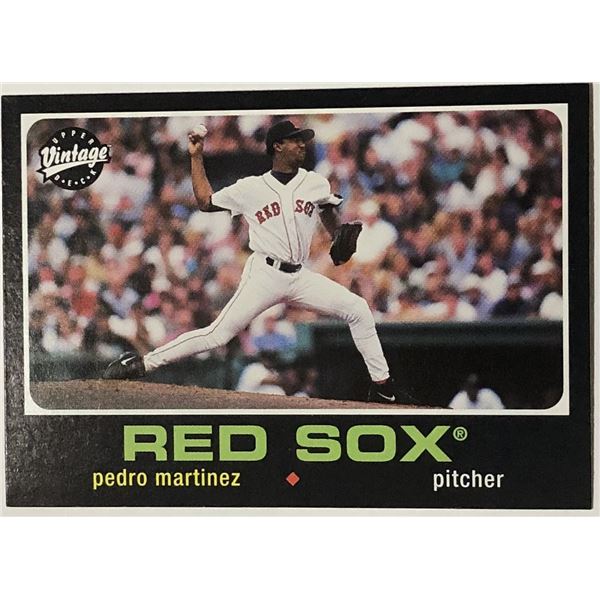 UPPER
Vintage
DECK
RED SOX
RED SOX®
pedro martinez ♦ pitcher